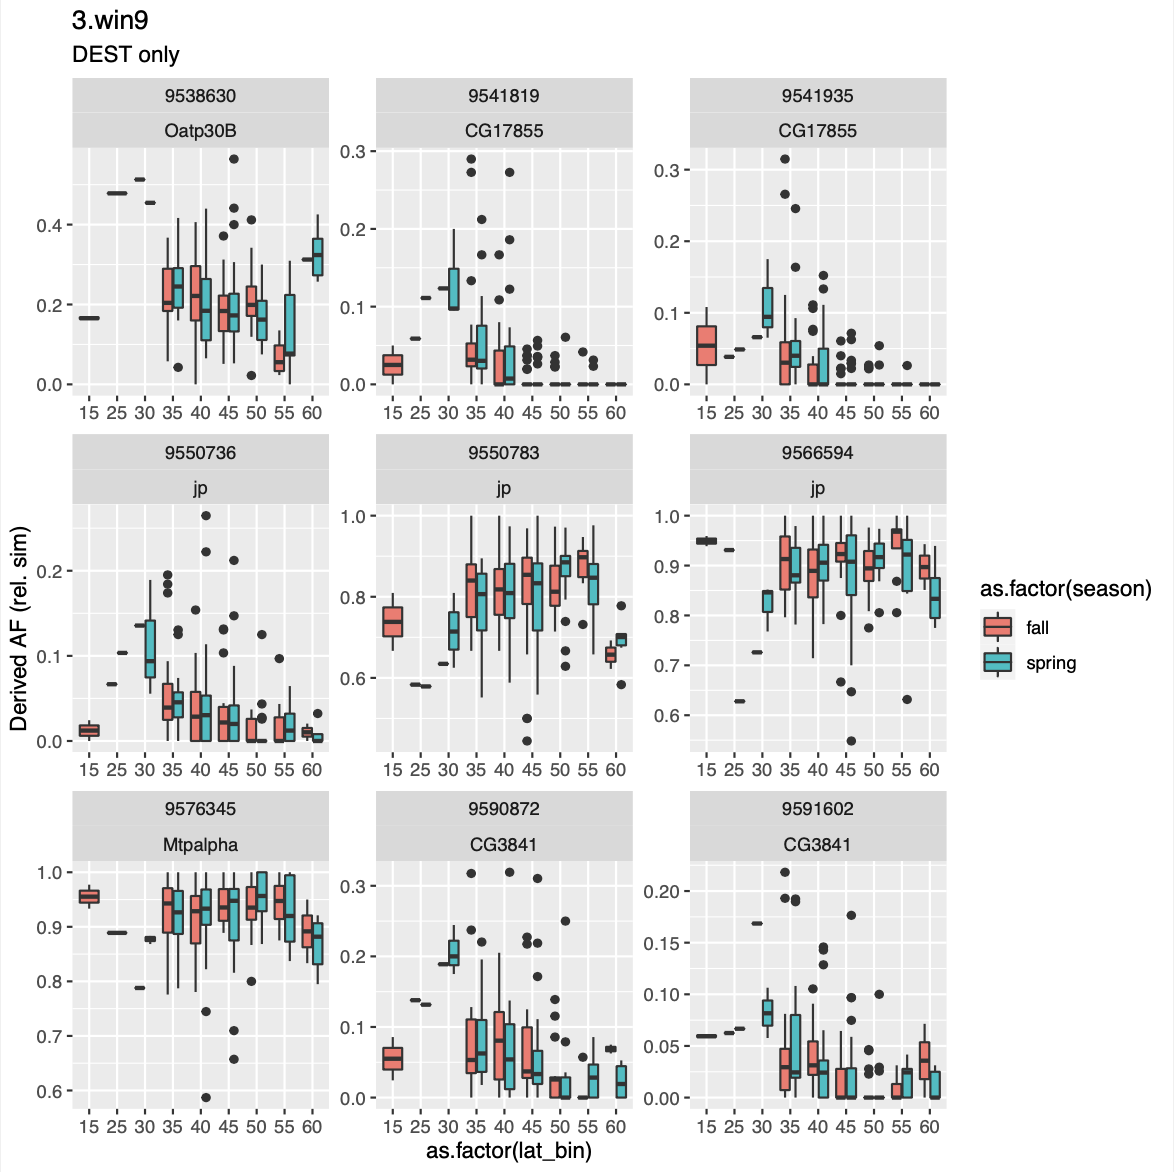 3.win9
DEST only
9538630
Oatp30B
9541819
CG17855
9541935
CG17855
0.4
0.2
0.0
15 25 30 35 40 45 50 55 60
0.3
0.2
0.1
0.0
15 25 30 35 40 45 50 55 60
0.3
0.2
0.1
0.0
15 25 30 35 40 45 50 55 60
9550736
jp
9550783
jp
9566594
jp
0.2
0.1
0.0
15 25 30 35 40 45 50 55 60
1.0
0.8
0.6
15 25 30 35 40 45 50 55 60
1.0
0.9
0.8
0.7
0.6
15 25 30 35 40 45 50 55 60
9576345
Mtpalpha
9590872
CG3841
9591602
CG3841
1.0
0.9
0.8
0.7
0.6
15 25 30 35 40 45 50 55 60
0.3
0.2
0.1
0.0
15 25 30 35 40 45 50 55 60
0.20
0.15
0.10
0.05
0.00
15 25 30 35 40 45 50 55 60
Derived AF (rel. sim)
as.factor(lat_bin)
as.factor(season)
fall
spring